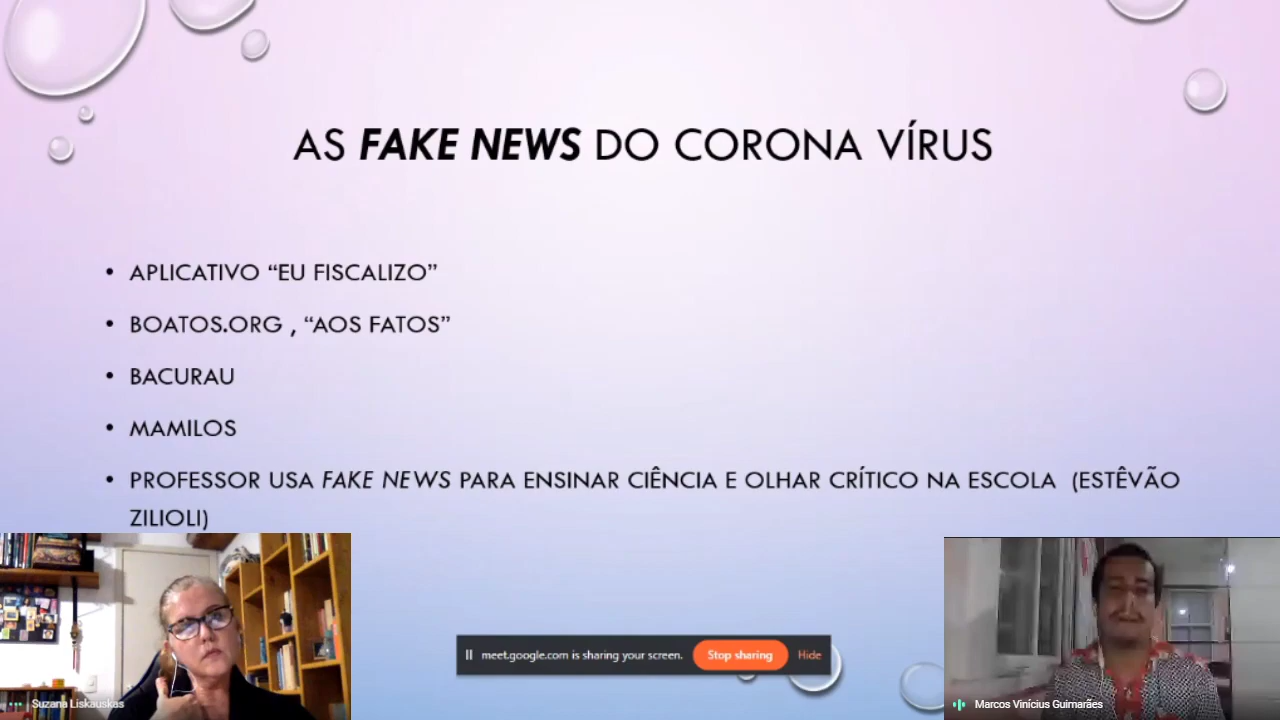 AS FAKE NEWS DO CORONA VÍRUS
• APLICATIVO “EU FISCALIZO”
• BOATOS.ORG , “AOS FATOS”
• BACURAU
• MAMILOS
• PROFESSOR USA FAKE NEWS PARA ENSINAR CIÊNCIA E OLHAR CRÍTICO NA ESCOLA (ESTÊVÃO
ZILIOLI)
meet.google.com is sharing your screen. Stop sharing Hide
Suzana Liskauskas
Marcos Vinícius Guimarães